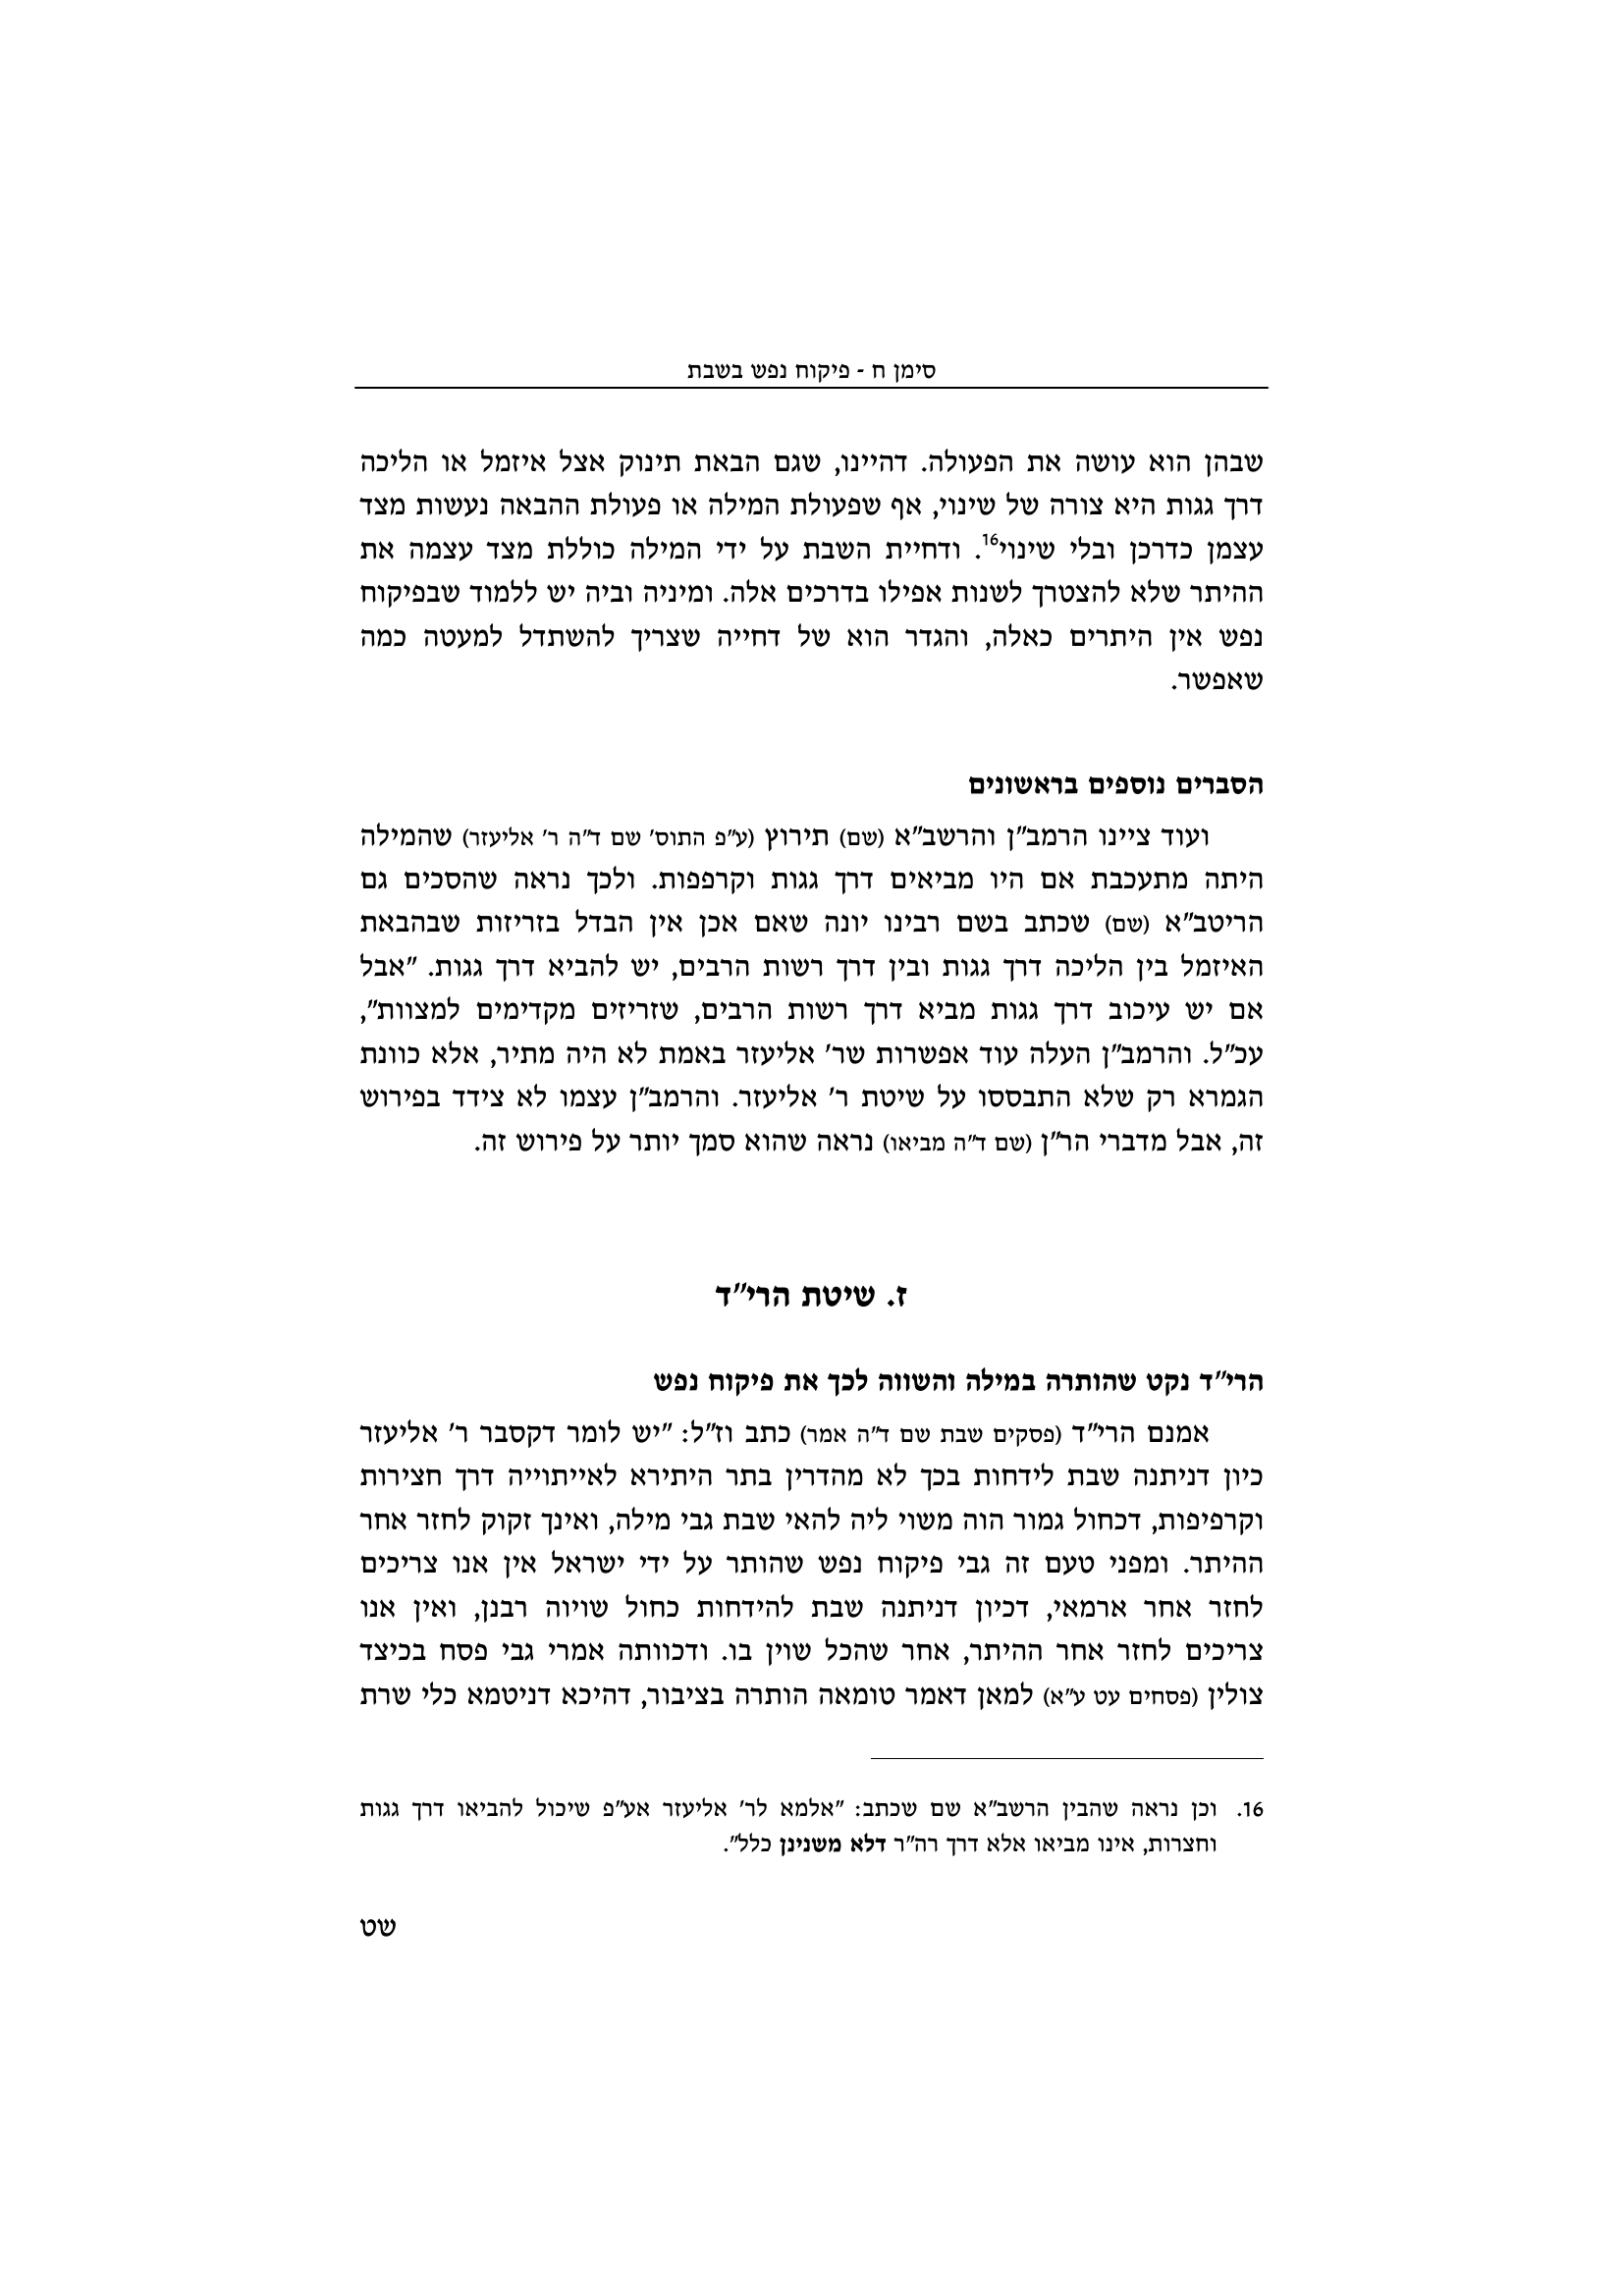 סימן ח - פיקוח נפש בשבת
שבהן הוא עושה את הפעולה. דהיינו, שגם הבאת תינוק אצל איזמל או הליכה
דרך גגות היא צורה של שינוי, אף שפעולת המילה או פעולת ההבאה נעשות מצד
עצמן כדרכן ובלי שינוי16. ודחיית השבת על ידי המילה כוללת מצד עצמה את
ההיתר שלא להצטרך לשנות אפילו בדרכים אלה. ומיניה וביה יש ללמוד שבפיקוח
נפש אין היתרים כאלה, והגדר הוא של דחייה שצריך להשתדל למעטה כמה
שאפשר.
הסברים נוספים בראשונים
ועוד ציינו הרמב"ן והרשב"א (שם) תירוץ (ע"פ התוס' שם ד"ה ר' אליעזר) שהמילה
היתה מתעכבת אם היו מביאים דרך גגות וקרפפות. ולכך נראה שהסכים גם
הריטב"א (שם) שכתב בשם רבינו יונה שאם אכן אין הבדל בזריזות שבהבאת
האיזמל בין הליכה דרך גגות ובין דרך רשות הרבים, יש להביא דרך גגות. "אבל
אם יש עיכוב דרך גגות מביא דרך רשות הרבים, שזריזים מקדימים למצוות",
עכ"ל. והרמב"ן העלה עוד אפשרות שר' אליעזר באמת לא היה מתיר, אלא כוונת
הגמרא רק שלא התבססו על שיטת ר' אליעזר. והרמב"ן עצמו לא צידד בפירוש
זה, אבל מדברי הר"ן (שם ד"ה מביאו) נראה שהוא סמך יותר על פירוש זה.
ז. שיטת הרי"ד
הרי"ד נקט שהותרה במילה והשווה לכך את פיקוח נפש
אמנם הרי"ד (פסקים שבת שם ד"ה אמר) כתב וז"ל: "יש לומר דקסבר ר' אליעזר
כיון דניתנה שבת לידחות בכך לא מהדרין בתר היתירא לאייתוייה דרך חצירות
וקרפיפות, דכחול גמור הוה משוי ליה להאי שבת גבי מילה, ואינך זקוק לחזר אחר
ההיתר. ומפני טעם זה גבי פיקוח נפש שהותר על ידי ישראל אין אנו צריכים
לחזר אחר ארמאי, דכיון דניתנה שבת להידחות כחול שויוה רבנן, ואין אנו
צריכים לחזר אחר ההיתר, אחר שהכל שוין בו. ודכוותה אמרי גבי פסח בכיצד
צולין (פסחים עט ע"א) למאן דאמר טומאה הותרה בציבור, דהיכא דניטמא כלי שרת
16. וכן נראה שהבין הרשב"א שם שכתב: "אלמא לר' אליעזר אע"פ שיכול להביאו דרך גגות
וחצרות, אינו מביאו אלא דרך רה"ר דלא משנינן כלל".
שט